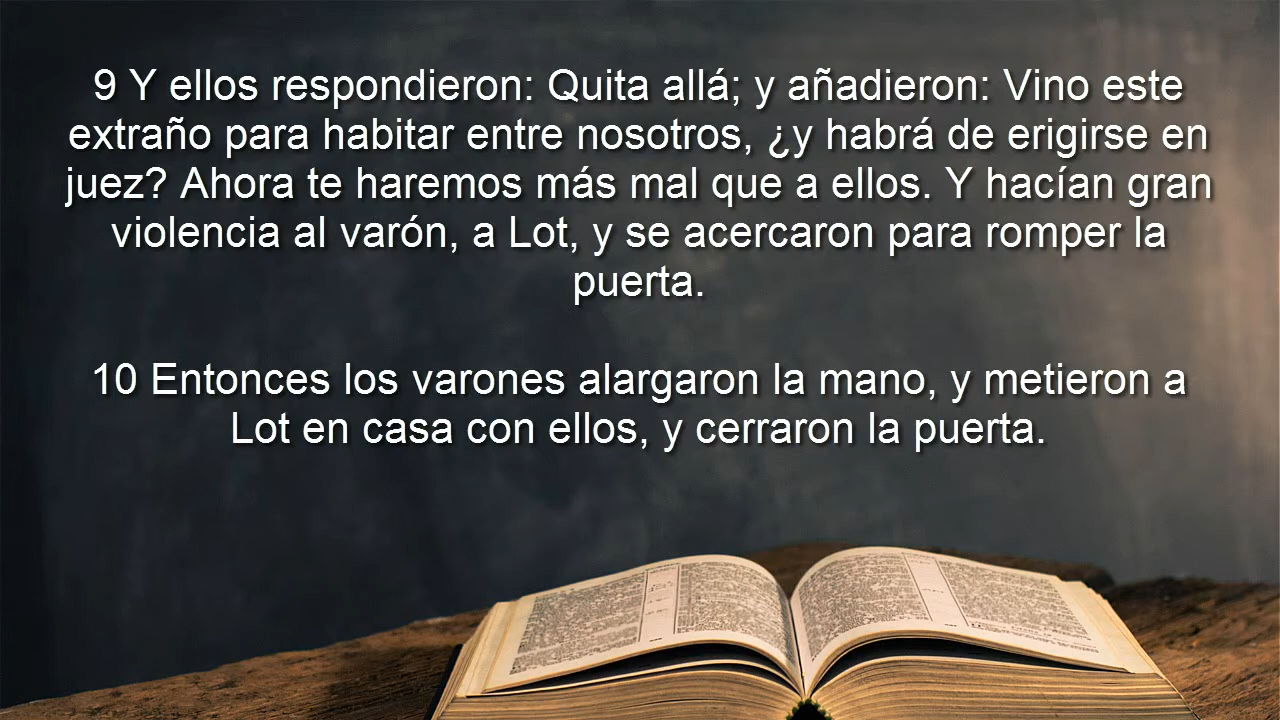 9 Y ellos respondieron: Quita allá; y añadieron: Vino este
extraño para habitar entre nosotros, ¿y habrá de erigirse en
juez? Ahora te haremos más mal que a ellos. Y hacían gran
violencia al varón, a Lot, y se acercaron para romper la
puerta.
10 Entonces los varones alargaron la mano, y metieron a
Lot en casa con ellos, y cerraron la puerta.